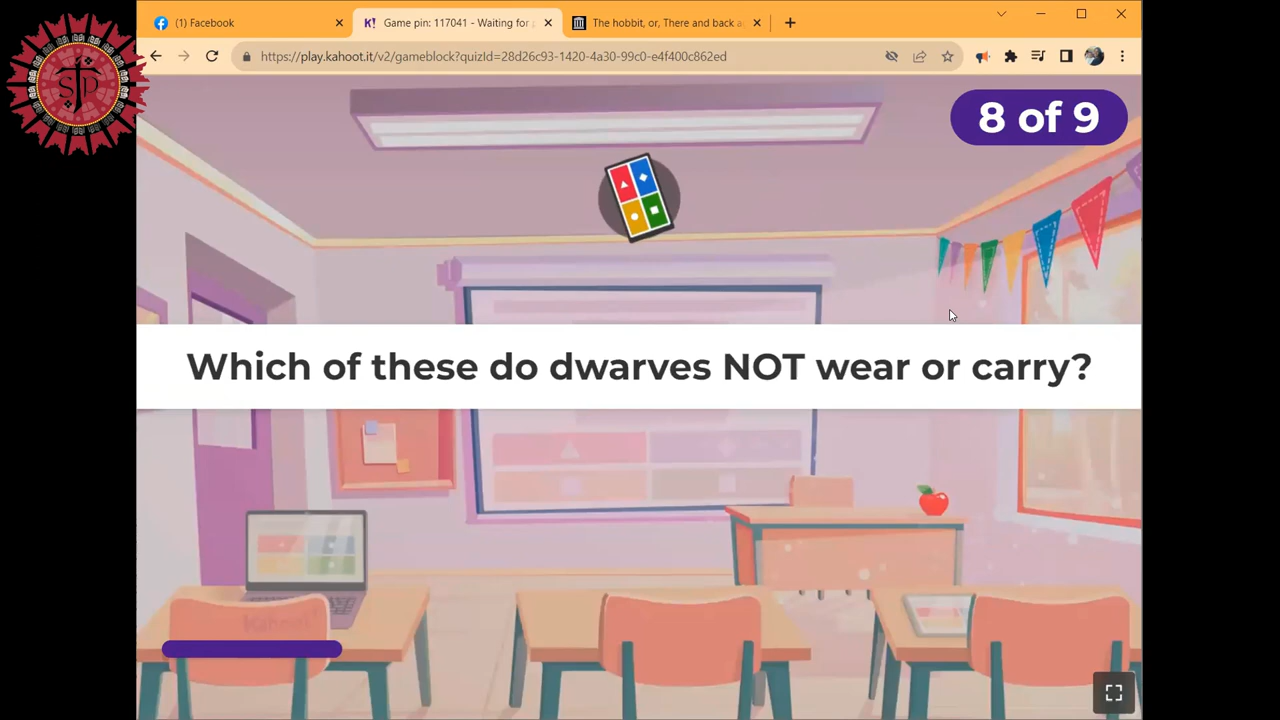 (1) Facebook
K! Game pin: 117041 - Waiting for
The hobbit, or, There and back a
https://play.kahoot.it/v2/gameblock?quizId=28d26c93-1420-4a30-99c0-e4f400c862ed
8 of 9
Which of these do dwarves NOT wear or carry?
Kahoot!